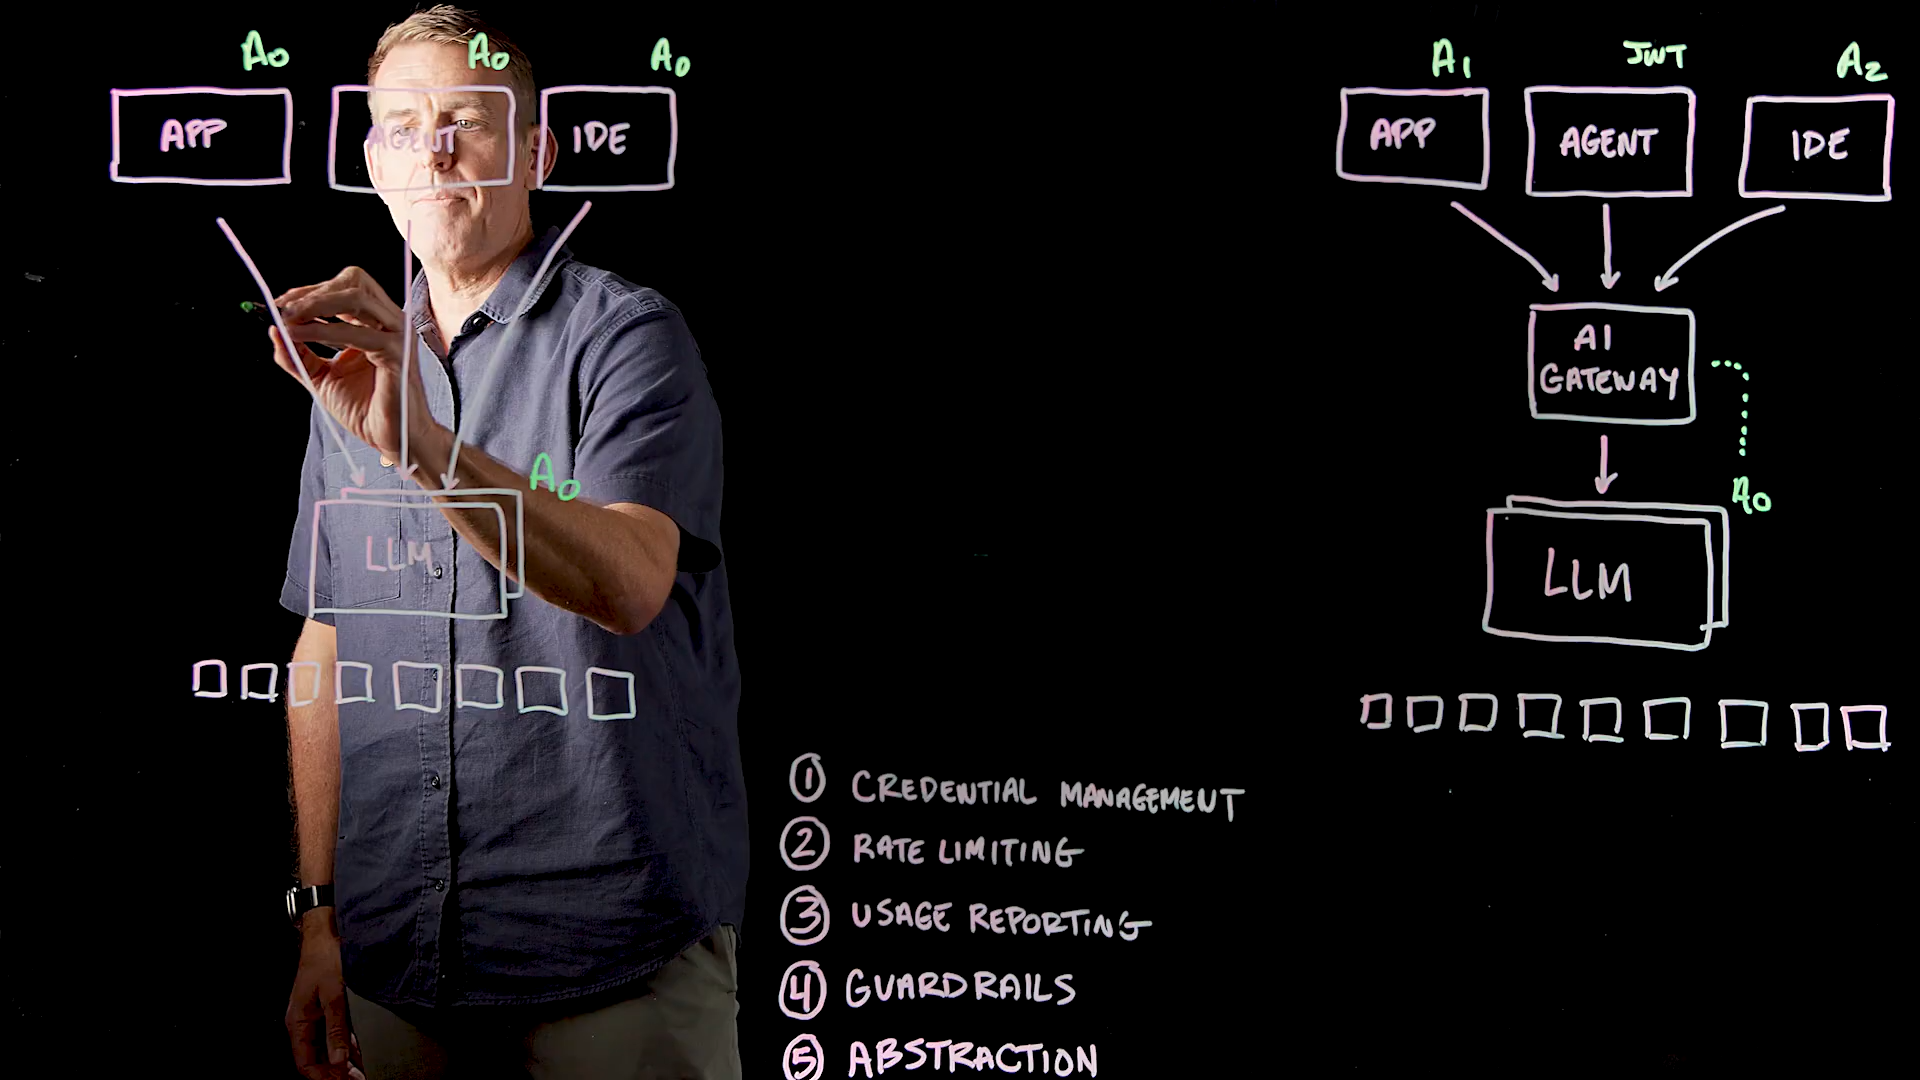 A0 A0 A0
APP AGENT IDE
A0
LLM
A1 JWT A2
APP AGENT IDE
AI
GATEWAY
A0
LLM
① CREDENTIAL MANAGEMENT
② RATE LIMITING
③ USAGE REPORTING
④ GUARDRAILS
⑤ ABSTRACTION